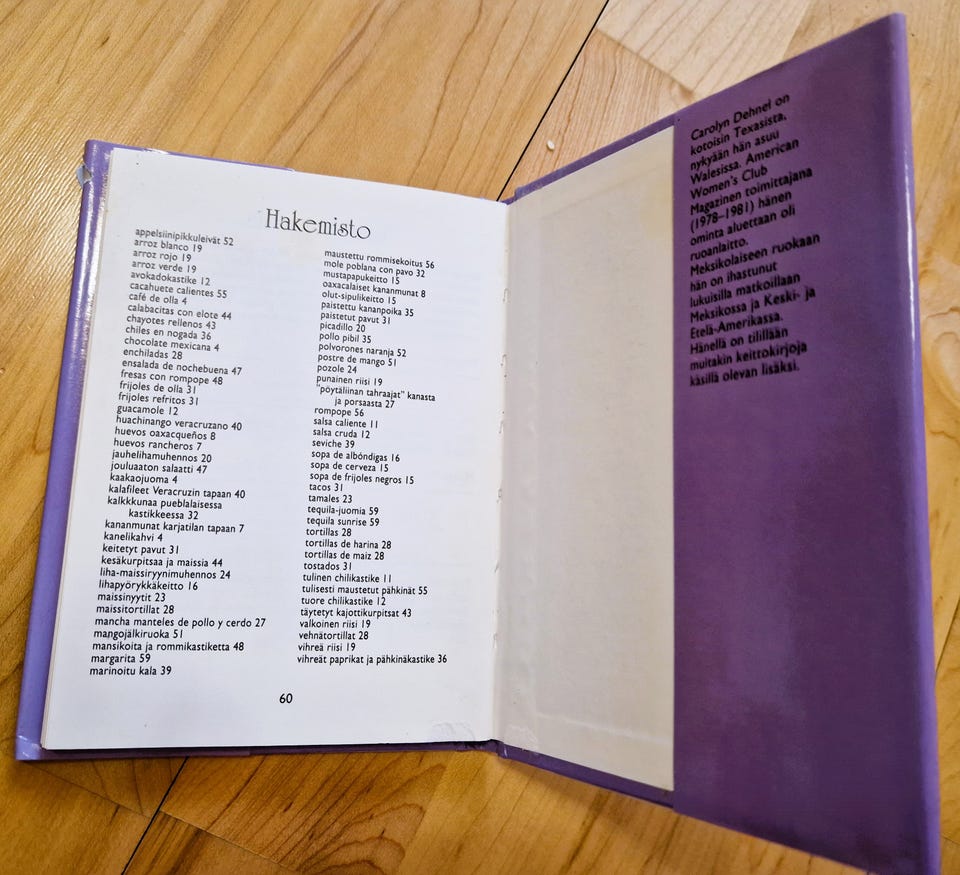 Hakemisto
appelsiinipikkuleivät 52
arroz blanco 19
arroz rojo 19
arroz verde 19
avokadokastike 12
cacahuete calientes 55
café de olla 4
calabacitas con elote 44
chayotes rellenos 43
chiles en nogada 36
chocolate mexicana 4
enchiladas 28
ensalada de nochebuena 47
fresas con rompope 48
frijoles de olla 31
frijoles refritos 31
guacamole 12
huachinango veracruzano 40
huevos oaxacqueños 8
huevos rancheros 7
jauhelihamuhennos 20
jouluaaton salaatti 47
kaakaojuoma 4
kalafileet Veracruzin tapaan 40
kalkkkunaa pueblalaisessa
kastikkeessa 32
kananmunat karjatilan tapaan 7
kanelikahvi 4
keitetyt pavut 31
kesäkurpitsaa ja maissia 44
liha-maissiryynimuhennos 24
lihapyörykkäkeitto 16
maissinyytit 23
maissitortillat 28
mancha manteles de pollo y cerdo 27
mangojälkiruoka 51
mansikoita ja rommikastiketta 48
margarita 59
marinoitu kala 39
maustettu rommisekoitus 56
mole poblana con pavo 32
mustapapukeitto 15
oaxacalaiset kananmunat 8
olut-sipulikeitto 15
paistettu kananpoika 35
paistetut pavut 31
picadillo 20
pollo pibil 35
polvorones naranja 52
postre de mango 51
pozole 24
punainen riisi 19
"pöytäliinan tahraajat" kanasta
ja porsaasta 27
rompope 56
salsa caliente 11
salsa cruda 12
seviche 39
sopa de albóndigas 16
sopa de cerveza 15
sopa de frijoles negros 15
tacos 31
tamales 23
tequila-juomia 59
tequila sunrise 59
tortillas 28
tortillas de harina 28
tortillas de maiz 28
tostados 31
tulinen chilikastike 11
tulisesti maustetut pähkinät 55
tuore chilikastike 12
täytetyt kajottikurpitsat 43
valkoinen riisi 19
vehnätortillat 28
vihreä riisi 19
vihreät paprikat ja pähkinäkastike 36
60
Carolyn Dehnel on
kotoisin Texasista,
nykyään hän asuu
Walesissa. American
Women's Club
Magazinen toimittajana
(1978–1981) hänen
ominta aluettaan oli
ruoanlaitto.
Meksikolaiseen ruokaan
hän on ihastunut
lukuisilla matkoillaan
Meksikossa ja Keski- ja
Etelä-Amerikassa.
Hänellä on tilillään
muitakin keittokirjoja
käsillä olevan lisäksi.